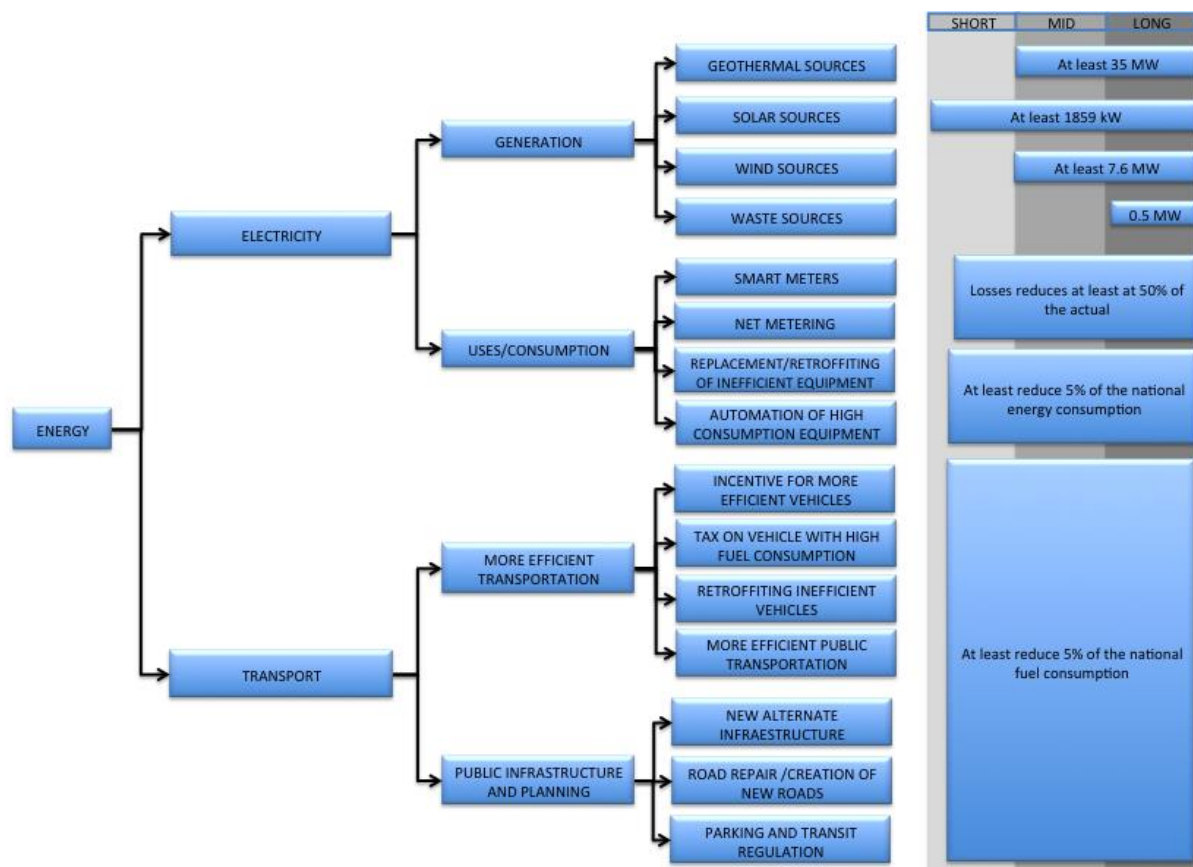 SHORT MID LONG
GEOTHERMAL SOURCES
At least 35 MW
SOLAR SOURCES
At least 1859 kW
GENERATION
WIND SOURCES
At least 7.6 MW
WASTE SOURCES
0.5 MW
ELECTRICITY
SMART METERS
Losses reduces at least at 50% of
the actual
NET METERING
USES/CONSUMPTION
REPLACEMENT/RETROFFITING
OF INEFFICIENT EQUIPMENT
At least reduce 5% of the national
energy consumption
AUTOMATION OF HIGH
CONSUMPTION EQUIPMENT
ENERGY
INCENTIVE FOR MORE
EFFICIENT VEHICLES
TAX ON VEHICLE WITH HIGH
FUEL CONSUMPTION
MORE EFFICIENT
TRANSPORTATION
RETROFFITING INEFFICIENT
VEHICLES
MORE EFFICIENT PUBLIC
TRANSPORTATION
At least reduce 5% of the national
fuel consumption
TRANSPORT
NEW ALTERNATE
INFRAESTRUCTURE
PUBLIC INFRASTRUCTURE
AND PLANNING
ROAD REPAIR /CREATION OF
NEW ROADS
PARKING AND TRANSIT
REGULATION